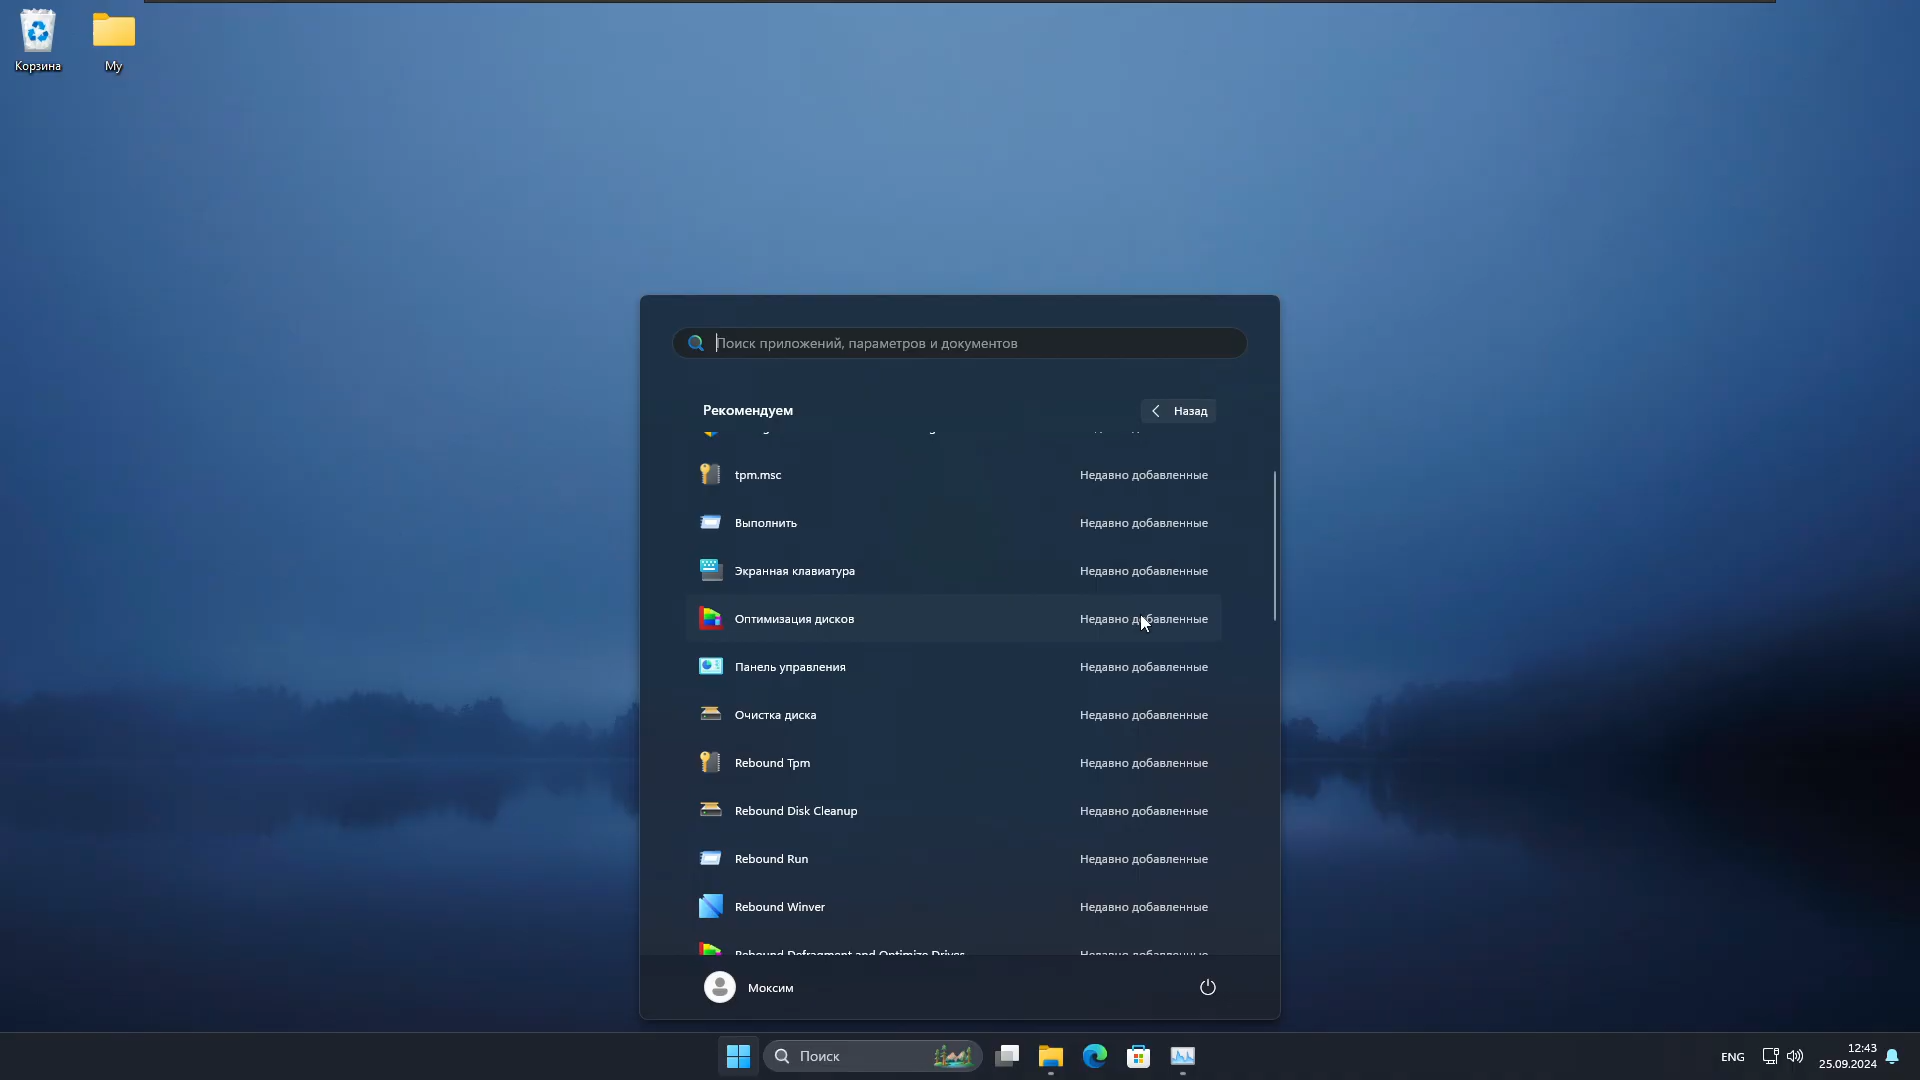 Корзина
My
Поиск приложений, параметров и документов
Рекомендуем
Назад
tpm.msc
Недавно добавленные
Выполнить
Недавно добавленные
Экранная клавиатура
Недавно добавленные
Оптимизация дисков
Недавно добавленные
Панель управления
Недавно добавленные
Очистка диска
Недавно добавленные
Rebound Tpm
Недавно добавленные
Rebound Disk Cleanup
Недавно добавленные
Rebound Run
Недавно добавленные
Rebound Winver
Недавно добавленные
Rebound Defragment and Optimize Drives
Недавно добавленные
Моксим
Поиск
ENG
12:43
25.09.2024